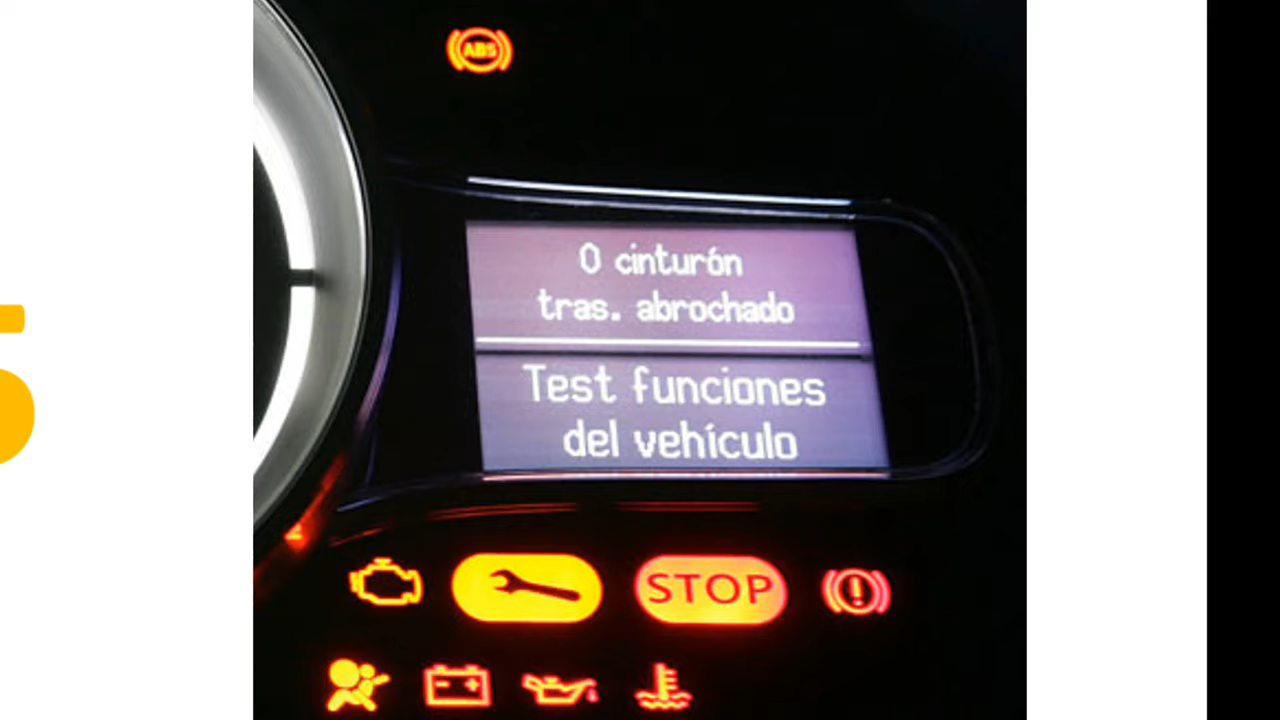 ABS
0 cinturón
tras. abrochado
Test funciones
del vehículo
STOP